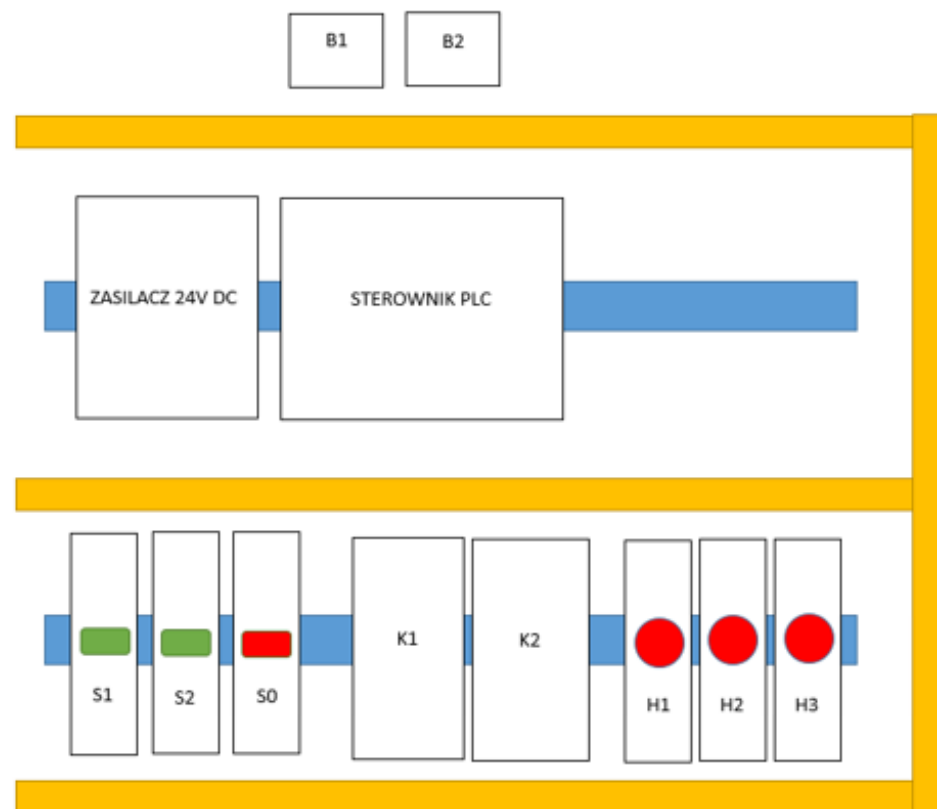 B1
B2
ZASILACZ 24V DC
STEROWNIK PLC
S1
S2
S0
K1
K2
H1
H2
H3